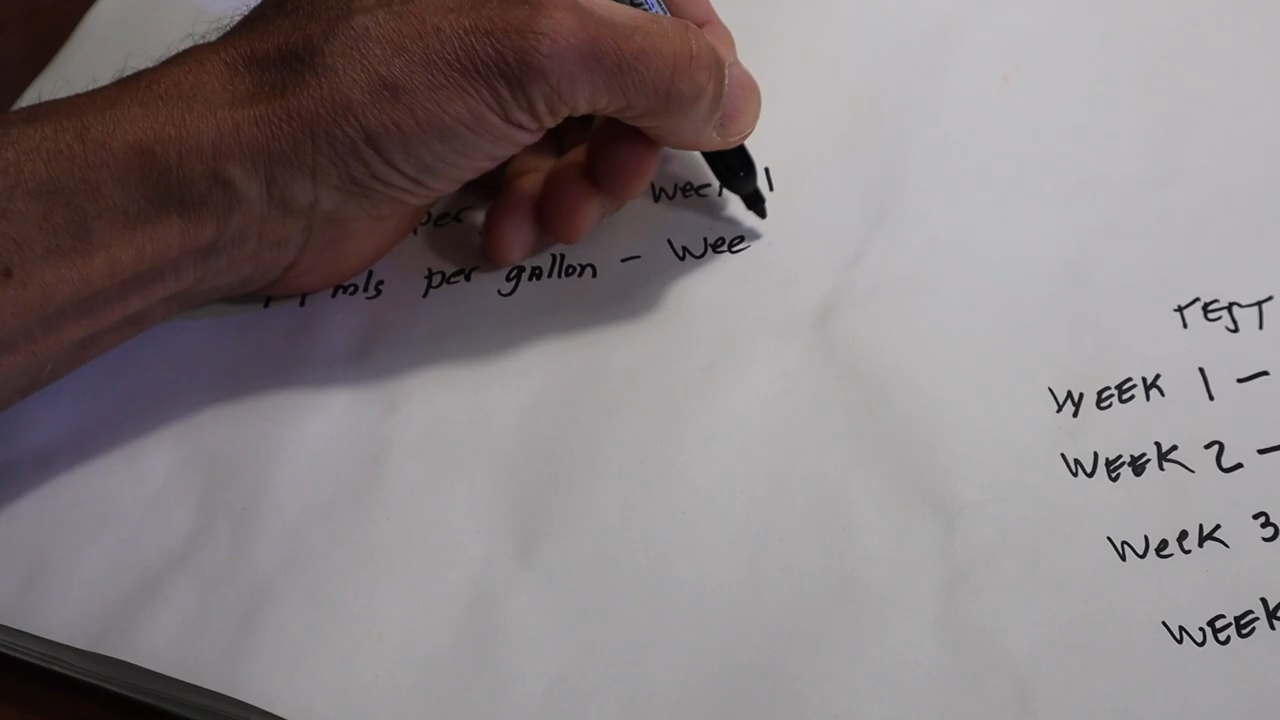 per Week 1
mls per gallon - Wee
TEST
WEEK 1 -
WEEK 2 -
Week 3
WEEK